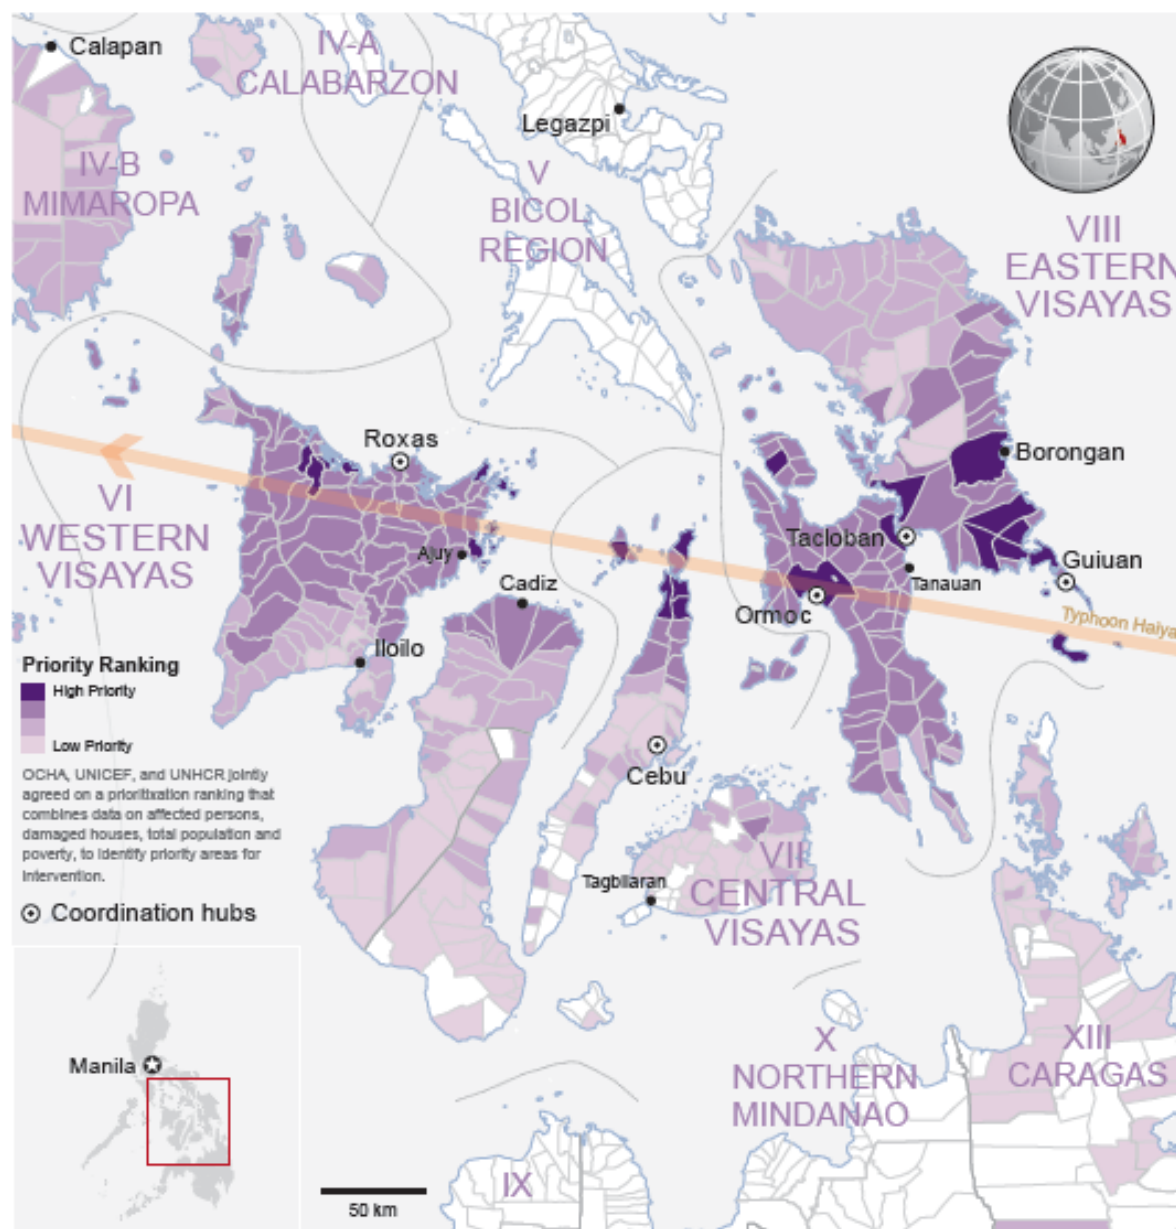 Calapan
IV-A
CALABARZON
Legazpi
IV-B
MIMAROPA
V
BICOL
REGION
VIII
EASTERN
VISAYAS
Roxas
Borongan
VI
WESTERN
VISAYAS
Ajuy
Tacloban
Guiuan
Cadiz
Tanauan
Ormoc
Typhoon Haiya
Iloilo
Priority Ranking
High Priority
Low Priority
OCHA, UNICEF, and UNHCR jointly
agreed on a prioritixation ranking that
combines data on affected persons,
damaged houses, total population and
poverty, to identify priority areas for
intervention.
Coordination hubs
Cebu
Tagbilaran
VII
CENTRAL
VISAYAS
Manila
X
NORTHERN
MINDANAO
XIII
CARAGAS
IX
50 km